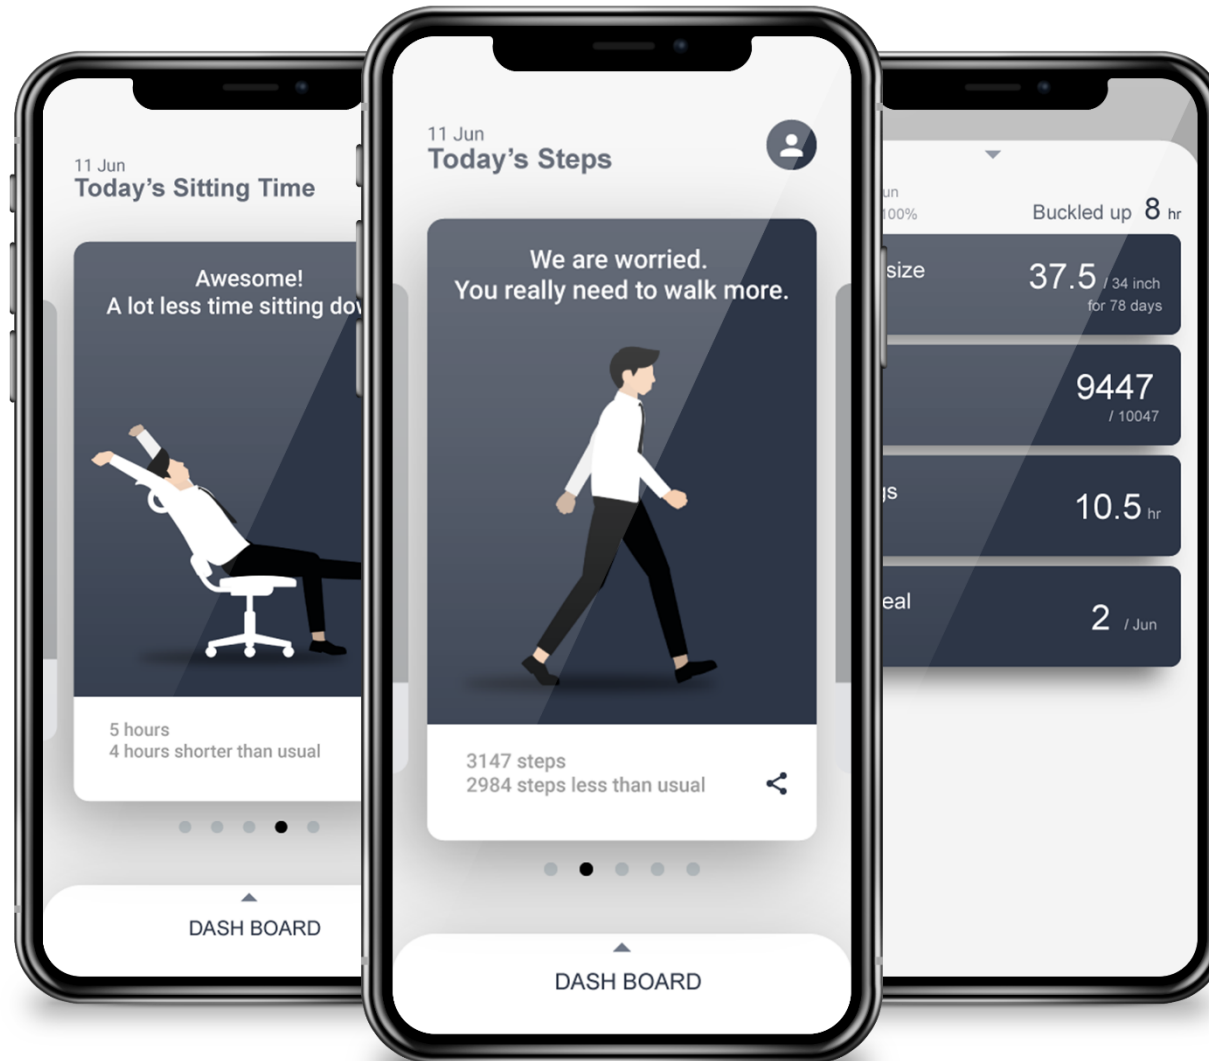 11 Jun
Today's Sitting Time
Awesome!
A lot less time sitting
5 hours
4 hours shorter than usual
DASH BOARD
11 Jun
Today's Steps
We are worried.
You really need to walk more.
3147 steps
2984 steps less than usual
DASH BOARD
100%
Buckled up 8 hr
size
37.5 / 34 inch
for 78 days
9447
/ 10047
10.5 hr
2 / Jun